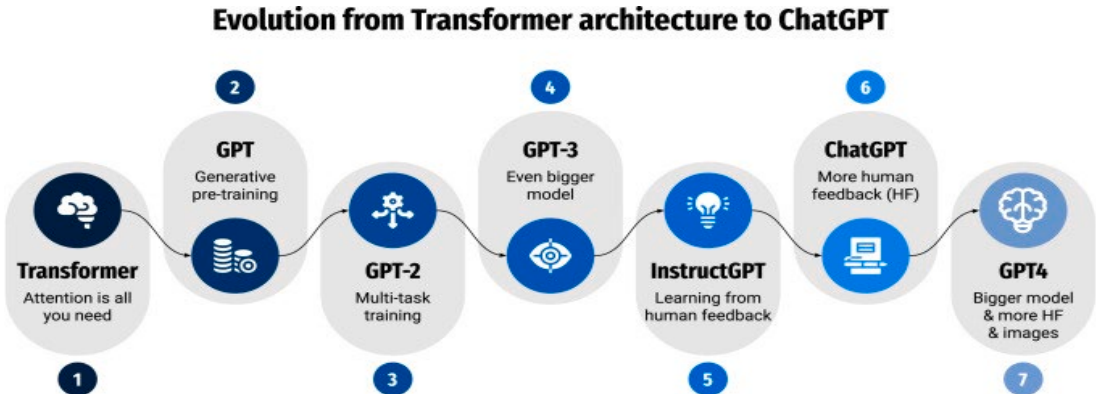 Evolution from Transformer architecture to ChatGPT
1
Transformer
Attention is all
you need
2
GPT
Generative
pre-training
3
GPT-2
Multi-task
training
4
GPT-3
Even bigger
model
5
InstructGPT
Learning from
human feedback
6
ChatGPT
More human
feedback (HF)
7
GPT4
Bigger model
& more HF
& images